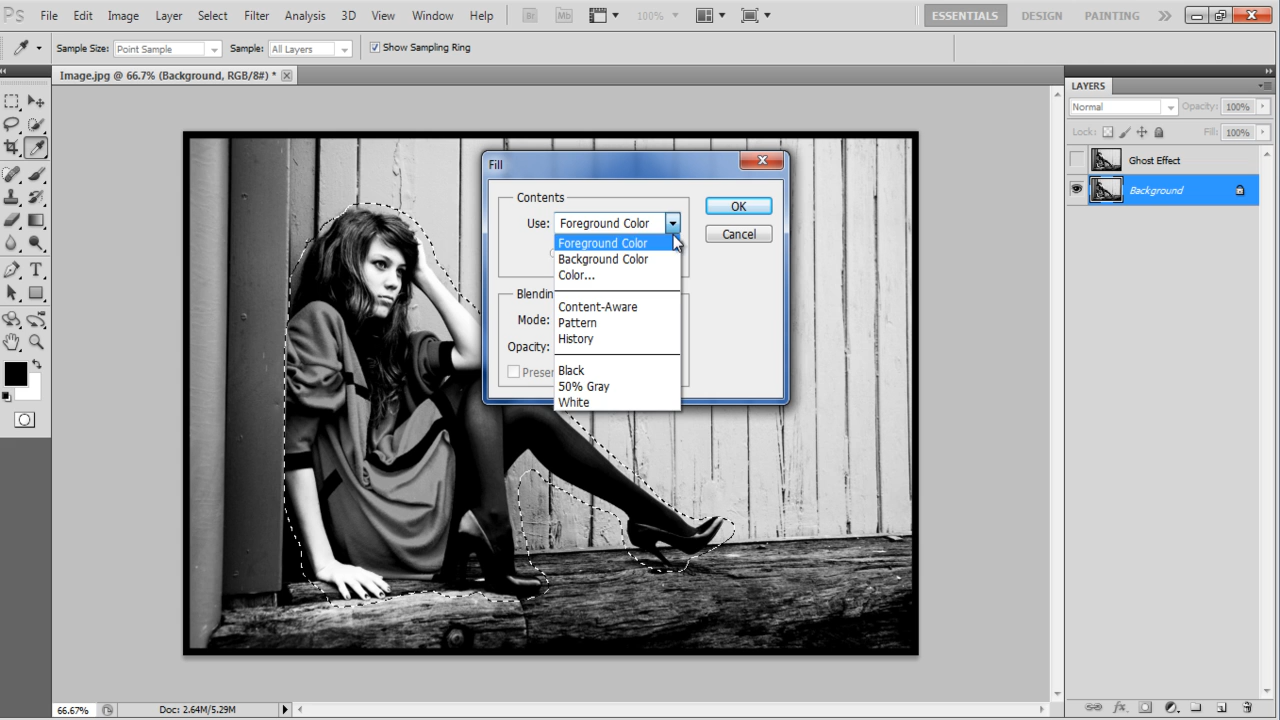 Ps File Edit Image Layer Select Filter Analysis 3D View Window Help Br Mb 100% ESSENTIALS DESIGN PAINTING
Sample Size: Point Sample Sample: All Layers Show Sampling Ring
Image.jpg @ 66.7% (Background, RGB/8#) *
LAYERS
Normal Opacity: 100%
Lock: Fill: 100%
Ghost Effect
Background
Fill
Contents
Use: Foreground Color
OK
Cancel
Foreground Color
Background Color
Color...
Content-Aware
Pattern
History
Black
50% Gray
White
Blendin
Mode:
Opacity:
Preser
T
66.67% Doc: 2.64M/5.29M
fx